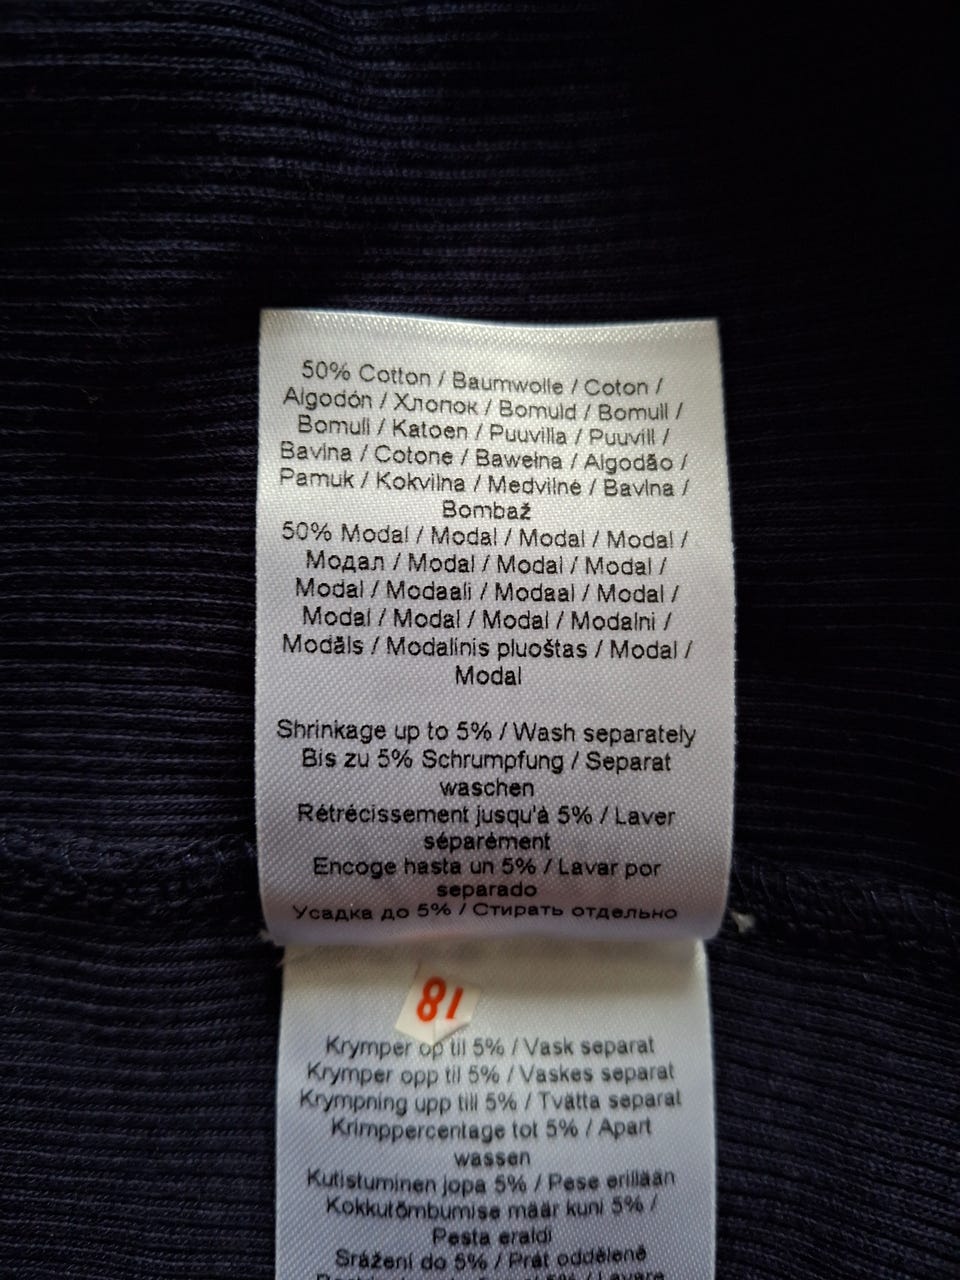 50% Cotton / Baumwolle / Coton /
Algodón / Хлопок / Bomuld / Bomull /
Bomull / Katoen / Puuvilla / Puuvill /
Bavlna / Cotone / Bawełna / Algodão /
Pamuk / Kokvilna / Medvilnė / Bavlna /
Bombaž
50% Modal / Modal / Modal / Modal /
Модал / Modal / Modal / Modal /
Modal / Modaali / Modaal / Modal /
Modal / Modal / Modal / Modalni /
Modāls / Modalinis pluoštas / Modal /
Modal
Shrinkage up to 5% / Wash separately
Bis zu 5% Schrumpfung / Separat
waschen
Rétrécissement jusqu'à 5% / Laver
séparément
Encoge hasta un 5% / Lavar por
separado
Усадка до 5% / Стирать отдельно
18
Krymper op til 5% / Vask separat
Krymper opp til 5% / Vaskes separat
Krympning upp till 5% / Tvätta separat
Krimppercentage tot 5% / Apart
wassen
Kutistuminen jopa 5% / Pese erillään
Kokkutõmbumise määr kuni 5% /
Pesta eraldi
Srážení do 5% / Prát odděleně
5% / Lavare